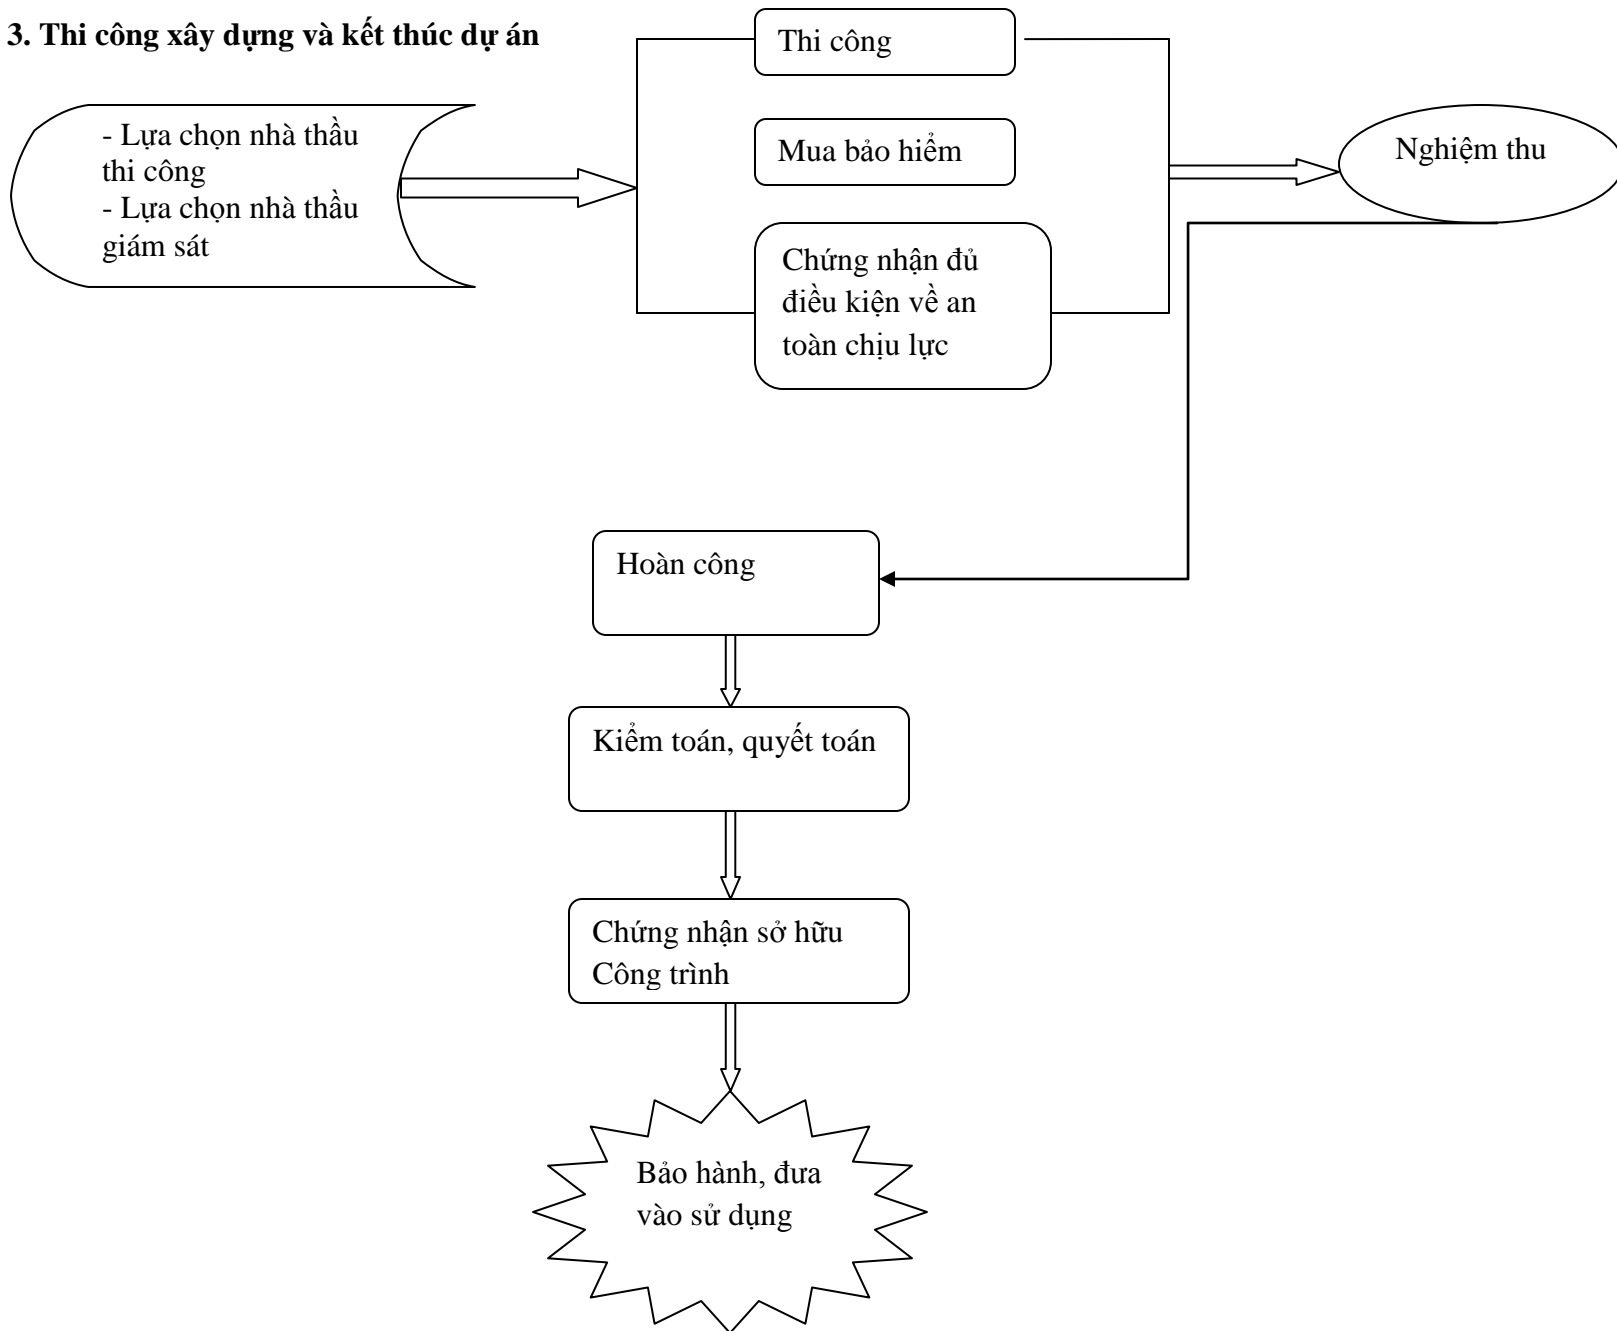 3. Thi công xây dựng và kết thúc dự án
- Lựa chọn nhà thầu
thi công
- Lựa chọn nhà thầu
giám sát
Thi công
Mua bảo hiểm
Chứng nhận đủ
điều kiện về an
toàn chịu lực
Nghiệm thu
Hoàn công
Kiểm toán, quyết toán
Chứng nhận sở hữu
Công trình
Bảo hành, đưa
vào sử dụng